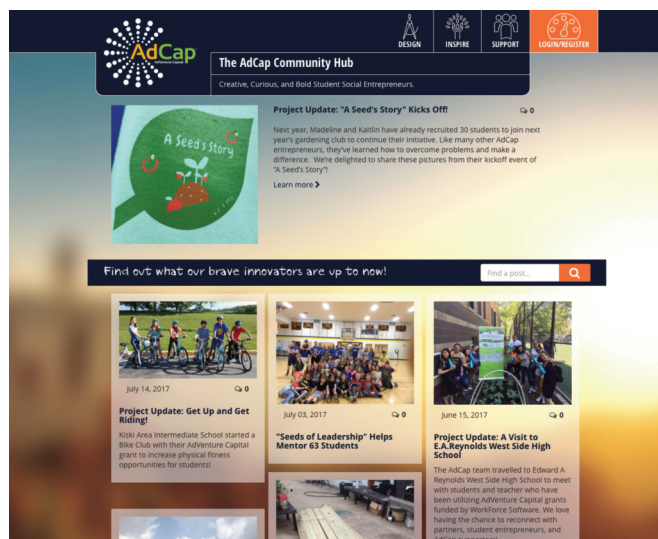 DESIGN
INSPIRE
SUPPORT
LOGIN/REGISTER
AdCap
AdVenture Capital
The AdCap Community Hub
Creative, Curious, and Bold Student Social Entrepreneurs.
A Seed's Story
Project Update: "A Seed's Story" Kicks Off!
0
Next year, Madeline and Kaitlin have already recruited 30 students to join next
year's gardening club to continue their initiative. Like many other AdCap
entrepreneurs, they've learned how to overcome problems and make a
difference. We're delighted to share these pictures from their kickoff event of
"A Seed's Story"!
Learn more
Find out what our brave innovators are up to now!
Find a post...
July 14, 2017
0
Project Update: Get Up and Get
Riding!
Kiski Area Intermediate School started a
Bike Club with their AdVenture Capital
grant to increase physical fitness
opportunities for students!
July 03, 2017
0
"Seeds of Leadership" Helps
Mentor 63 Students
June 15, 2017
0
Project Update: A Visit to
E.A.Reynolds West Side High
School
The AdCap team travelled to Edward A
Reynolds West Side High School to meet
with students and teacher who have
been utilizing AdVenture Capital grants
funded by WorkForce Software. We love
having the chance to reconnect with
partners, student entrepreneurs, and